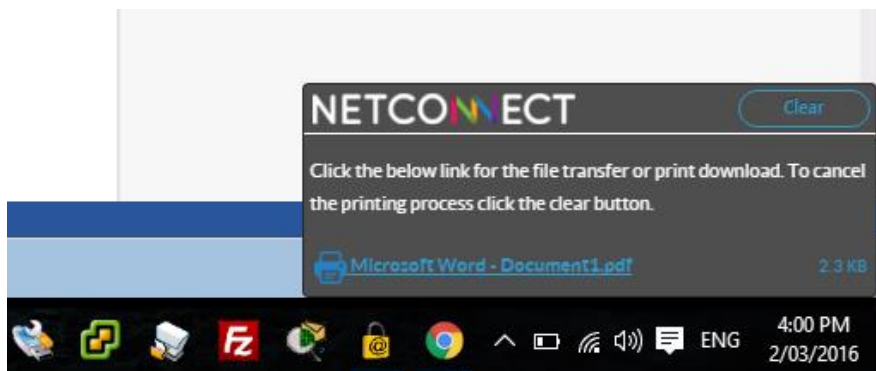 NETCONNECT
Clear
Click the below link for the file transfer or print download. To cancel
the printing process click the clear button.
Microsoft Word - Document1.pdf
2.3 KB
Fz
@
ENG
4:00 PM
2/03/2016